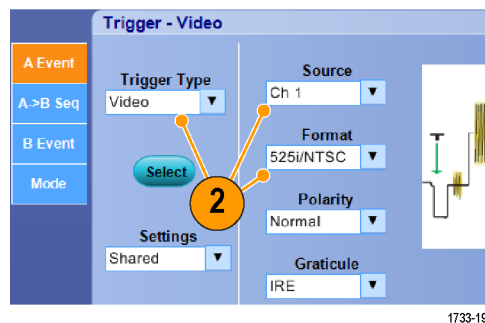 Trigger - Video
A Event
A->B Seq
B Event
Mode
Trigger Type
Video
Select
Settings
Shared
2
Source
Ch 1
Format
525i/NTSC
Polarity
Normal
Graticule
IRE
T
1733-19